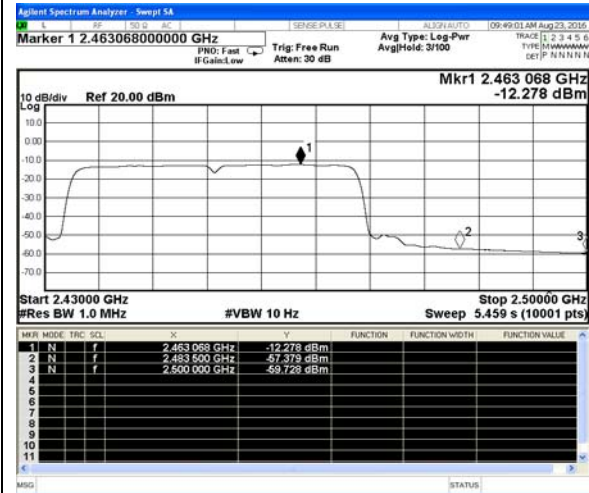 Agilent Spectrum Analyzer - Swept SA
RF 50 Ω AC SENSE:PULSE ALIGN AUTO 09:49:01 AM Aug 23, 2016
Marker 1 2.463068000000 GHz
PNO: Fast
IFGain:Low
Trig: Free Run
Atten: 30 dB
Avg Type: Log-Pwr
Avg|Hold: 3/100
TRACE 1 2 3 4 5 6
TYPE MWWWWW
DET P N N N N N
Mkr1 2.463 068 GHz
-12.278 dBm
10 dB/div Ref 20.00 dBm
Log
10.0
0.00
-10.0
-20.0
-30.0
-40.0
-50.0
-60.0
-70.0
1
2
3
Start 2.43000 GHz Stop 2.50000 GHz
#Res BW 1.0 MHz #VBW 10 Hz Sweep 5.459 s (10001 pts)
MKR MODE TRC SCL X Y FUNCTION FUNCTION WIDTH FUNCTION VALUE
1 N f 2.463 068 GHz -12.278 dBm
2 N f 2.483 500 GHz -57.379 dBm
3 N f 2.500 000 GHz -59.728 dBm
4
5
6
7
8
9
10
11
MSG STATUS